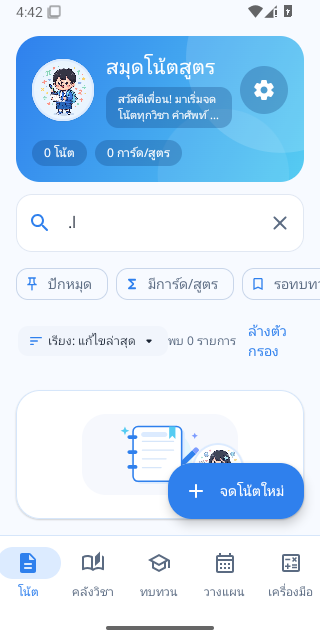 4:42
สมุดโน้ตสูตร
สวัสดีเพื่อน! มาเริ่มจด
โน้ตทุกวิชา คำศัพท์ ...
0 โน้ต
0 การ์ด/สูตร
.l
ปักหมุด
Σ มีการ์ด/สูตร
รอทบทว
เรียง: แก้ไขล่าสุด
พบ 0 รายการ
ล้างตัว
กรอง
จดโน้ตใหม่
โน้ต
คลังวิชา
ทบทวน
วางแผน
เครื่องมือ